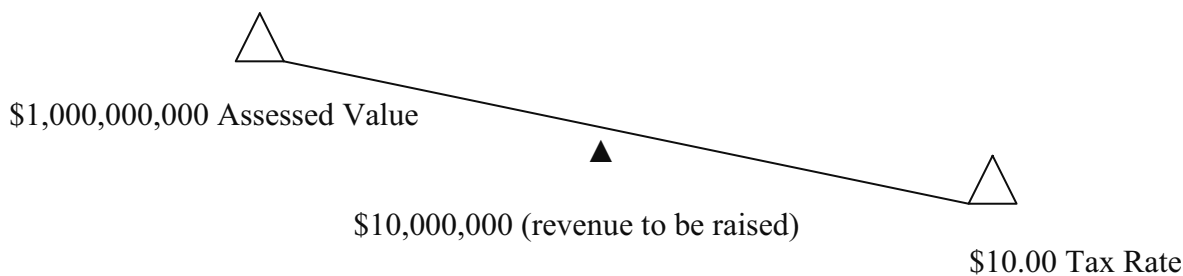 $1,000,000,000 Assessed Value
$10,000,000 (revenue to be raised)
$10.00 Tax Rate